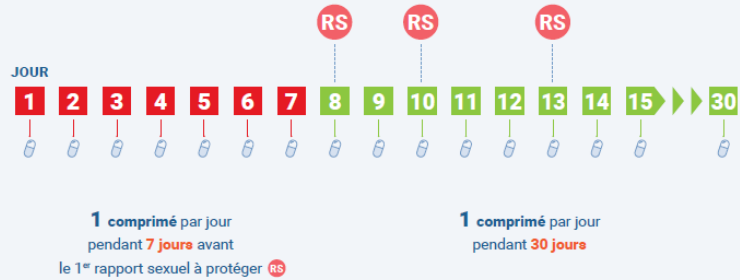 RS RS RS
JOUR
1 2 3 4 5 6 7 8 9 10 11 12 13 14 15 30
1 comprimé par jour
pendant 7 jours avant
le 1er rapport sexuel à protéger RS
1 comprimé par jour
pendant 30 jours